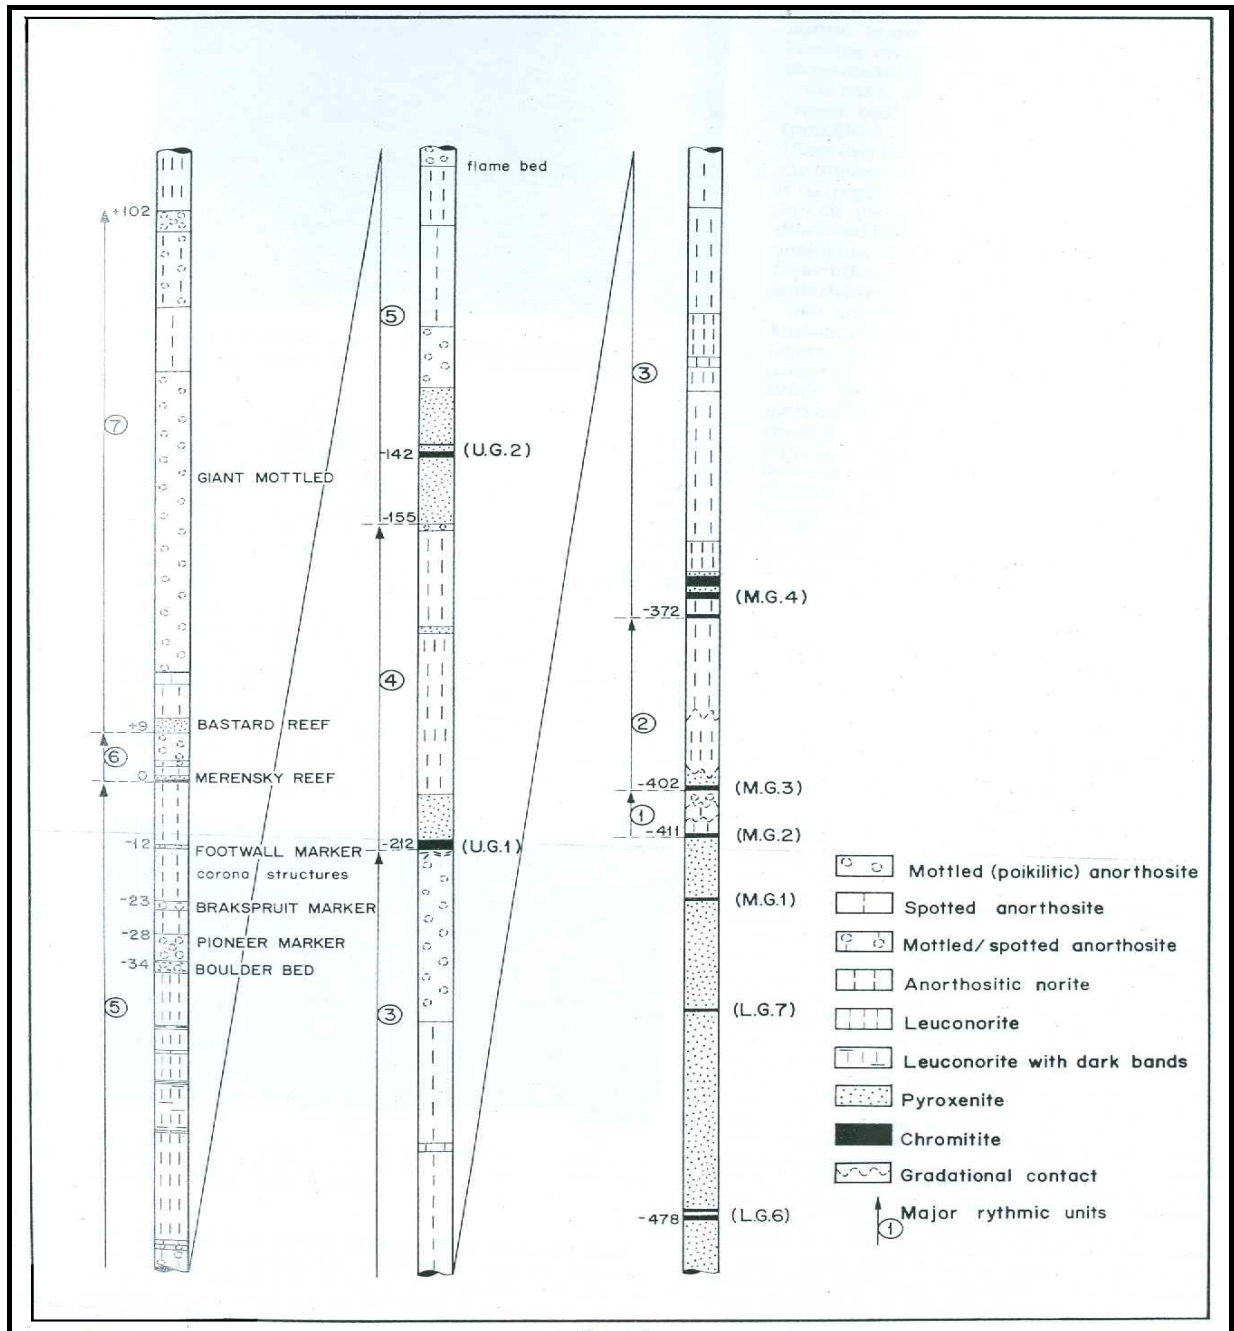 +102
⑦
GIANT MOTTLED
+9
BASTARD REEF
⑥
0
MERENSKY REEF
-12
FOOTWALL MARKER
corona structures
-23
BRAKSPRUIT MARKER
-28
PIONEER MARKER
-34
BOULDER BED
⑤
flame bed
⑤
-142
(U.G.2)
-155
④
-212
(U.G.1)
③
③
(M.G.4)
-372
②
-402
(M.G.3)
①
-411
(M.G.2)
(M.G.1)
(L.G.7)
-478
(L.G.6)
Mottled (poikilitic) anorthosite
Spotted anorthosite
Mottled/spotted anorthosite
Anorthositic norite
Leuconorite
Leuconorite with dark bands
Pyroxenite
Chromitite
Gradational contact
① Major rythmic units